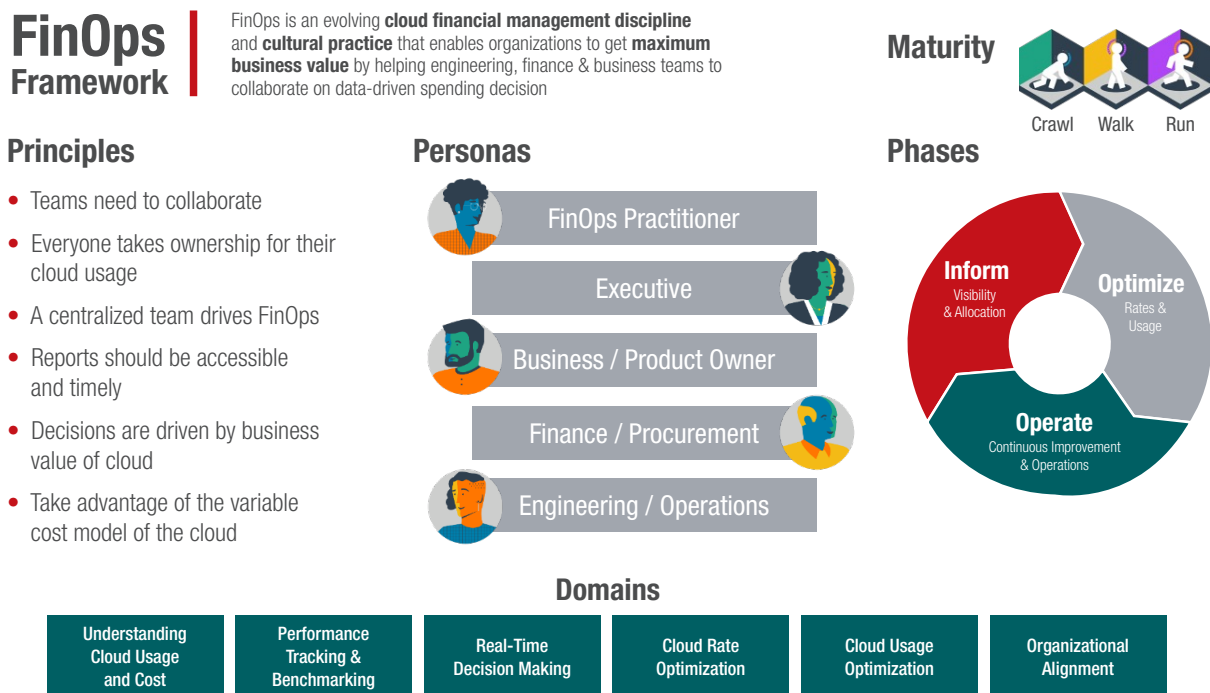 FinOps
Framework
FinOps is an evolving cloud financial management discipline
and cultural practice that enables organizations to get maximum
business value by helping engineering, finance & business teams to
collaborate on data-driven spending decision
Maturity
Crawl
Walk
Run
Principles
• Teams need to collaborate
• Everyone takes ownership for their
cloud usage
• A centralized team drives FinOps
• Reports should be accessible
and timely
• Decisions are driven by business
value of cloud
• Take advantage of the variable
cost model of the cloud
Personas
FinOps Practitioner
Executive
Business / Product Owner
Finance / Procurement
Engineering / Operations
Phases
Inform
Visibility
& Allocation
Optimize
Rates &
Usage
Operate
Continuous Improvement
& Operations
Domains
Understanding
Cloud Usage
and Cost
Performance
Tracking &
Benchmarking
Real-Time
Decision Making
Cloud Rate
Optimization
Cloud Usage
Optimization
Organizational
Alignment